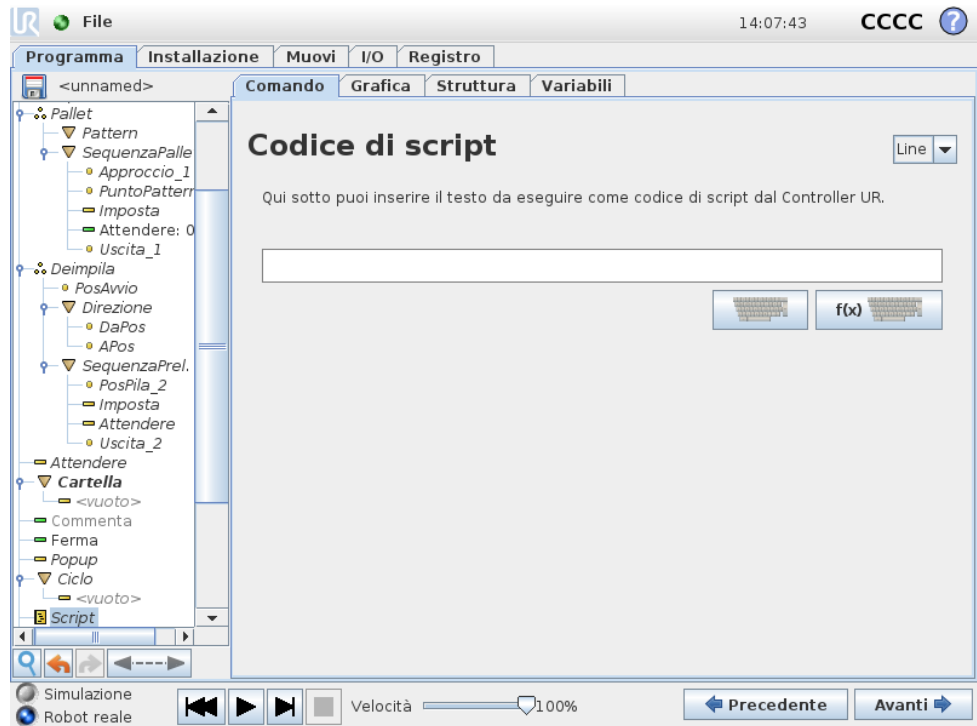 UR File 14:07:43 CCCC ?
Programma Installazione Muovi I/O Registro
<unnamed> Comando Grafica Struttura Variabili
Pallet
Pattern
SequenzaPalle
Approccio_1
PuntoPattern
Imposta
Attendere: 0
Uscita_1
Deimpila
PosAvvio
Direzione
DaPos
APos
SequenzaPrel.
PosPila_2
Imposta
Attendere
Uscita_2
Attendere
Cartella
<vuoto>
Commenta
Ferma
Popup
Ciclo
<vuoto>
Script
Codice di script
Line
Qui sotto puoi inserire il testo da eseguire come codice di script dal Controller UR.
f(x)
Simulazione
Robot reale
Velocità 100%
Precedente Avanti